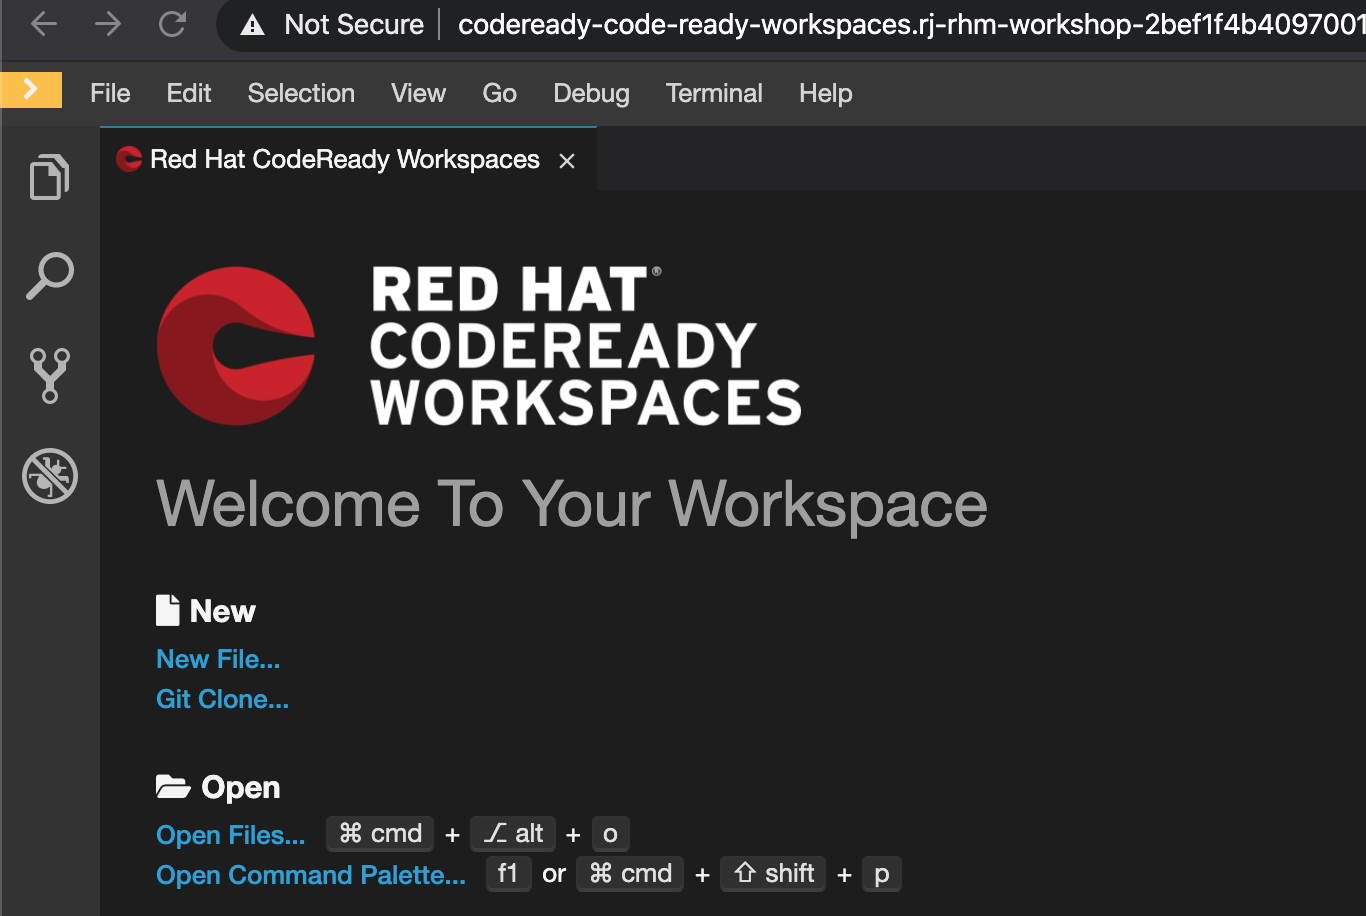 Not Secure codeready-code-ready-workspaces.rj-rhm-workshop-2bef1f4b4097001
File Edit Selection View Go Debug Terminal Help
Red Hat CodeReady Workspaces ×
RED HAT®
CODEREADY
WORKSPACES
Welcome To Your Workspace
New
New File...
Git Clone...
Open
Open Files... ⌘ cmd + ⌥ alt + o
Open Command Palette... f1 or ⌘ cmd + ⇧ shift + p